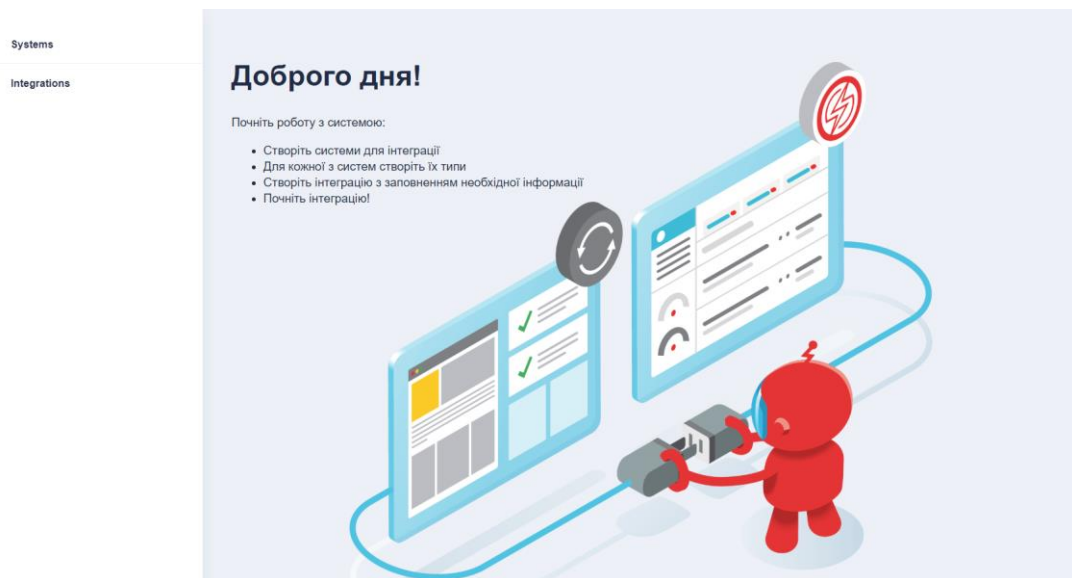 Systems
Integrations
Доброго дня!
Почніть роботу з системою:
Створіть системи для інтеграції
Для кожної з систем створіть їх типи
Створіть інтеграцію з заповненням необхідної інформації
Почніть інтеграцію!